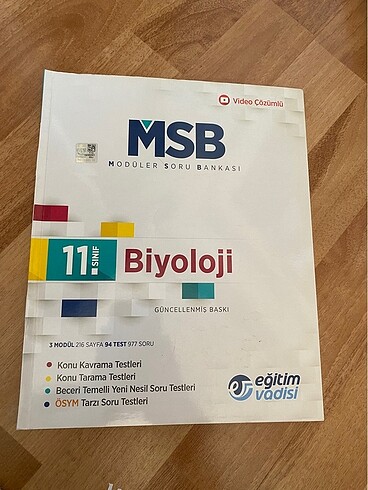 Video Çözümlü
MSB
MODÜLER SORU BANKASI
11. SINIF
Biyoloji
GÜNCELLENMİŞ BASKI
3 MODÜL 216 SAYFA 94 TEST 977 SORU
Konu Kavrama Testleri
Konu Tarama Testleri
Beceri Temelli Yeni Nesil Soru Testleri
ÖSYM Tarzı Soru Testleri
eğitim
vadisi